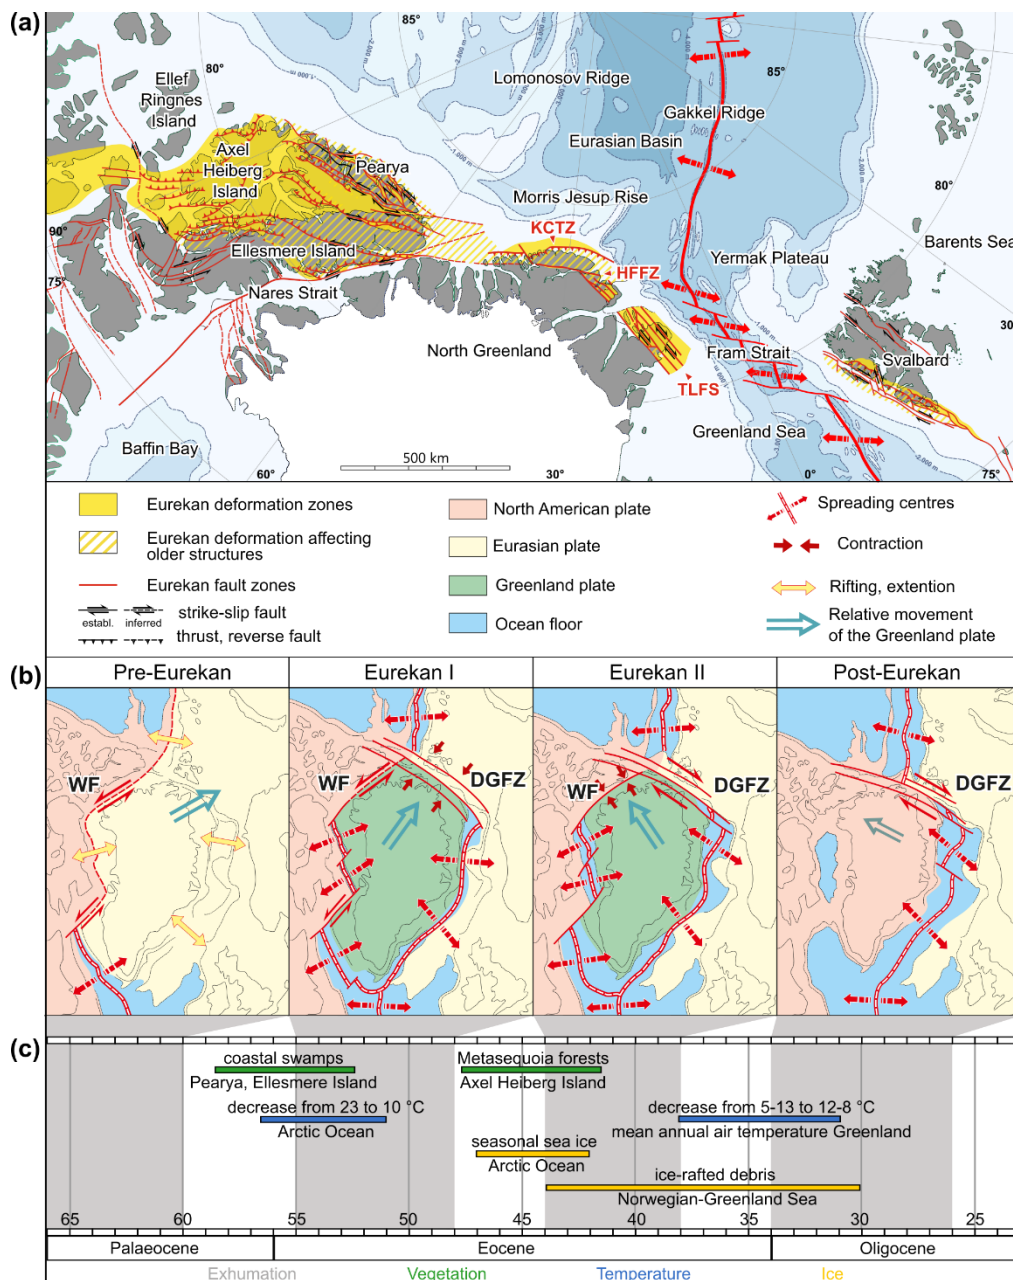 (a)
85°
80°
Ellef
Ringnes
Island
Lomonosov Ridge
85°
Gakkel Ridge
Eurasian Basin
Axel
Heiberg
Island
Pearya
Morris Jesup Rise
80°
KCTZ
90°
Ellesmere Island
Barents Sea
Yermak Plateau
HFFZ
75°
Nares Strait
30
North Greenland
Fram Strait
Svalbard
TLFS
Greenland Sea
Baffin Bay
500 km
60°
30°
0°
75°
Eurekan deformation zones
Eurekan deformation affecting
older structures
Eurekan fault zones
strike-slip fault
establ. inferred
thrust, reverse fault
North American plate
Eurasian plate
Greenland plate
Ocean floor
Spreading centres
Contraction
Rifting, extention
Relative movement
of the Greenland plate
(b)
Pre-Eurekan
Eurekan I
Eurekan II
Post-Eurekan
WF
WF
DGFZ
WF
DGFZ
DGFZ
(c)
coastal swamps
Pearya, Ellesmere Island
Metasequoia forests
Axel Heiberg Island
decrease from 23 to 10 °C
Arctic Ocean
decrease from 5-13 to 12-8 °C
mean annual air temperature Greenland
seasonal sea ice
Arctic Ocean
ice-rafted debris
Norwegian-Greenland Sea
65 60 55 50 45 40 35 30 25
Palaeocene Eocene Oligocene
Exhumation Vegetation Temperature Ice